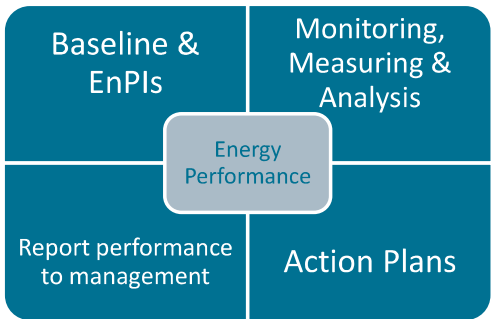 Baseline &
EnPIs
Monitoring,
Measuring &
Analysis
Energy
Performance
Report performance
to management
Action Plans